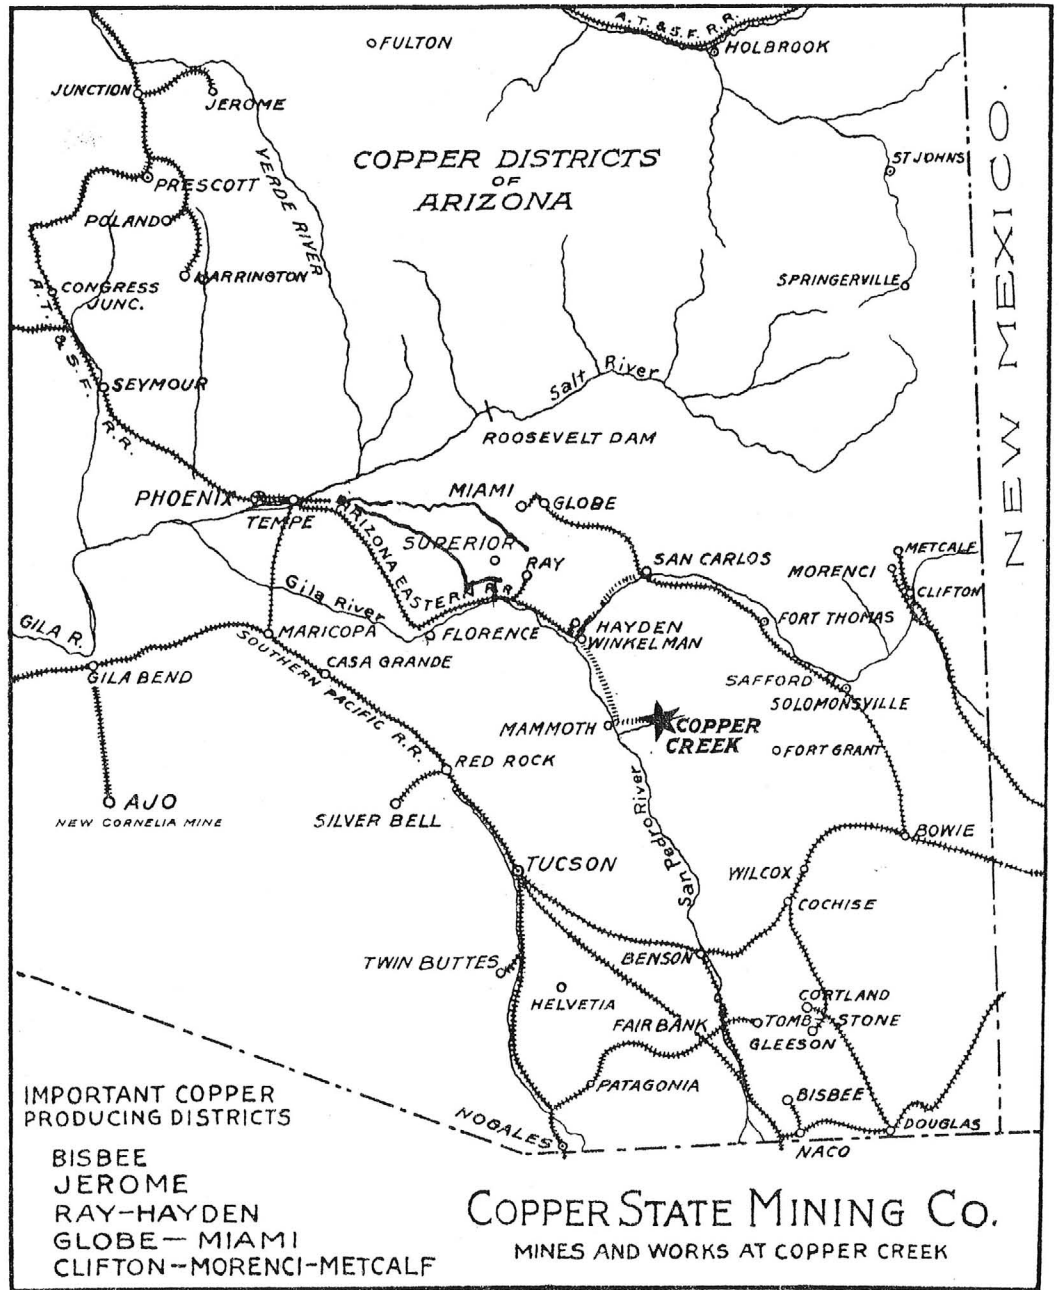 A. T. & S. F. R. R.
FULTON
HOLBROOK
JUNCTION
JEROME
VERDE RIVER
COPPER DISTRICTS
OF
ARIZONA
ST JOHNS
NEW MEXICO.
PRESCOTT
POLAND
HARRINGTON
CONGRESS
JUNC.
SPRINGERVILLE
A. T. & S. F. R. R.
SEYMOUR
Salt River
ROOSEVELT DAM
PHOENIX
TEMPE
MIAMI
GLOBE
ARIZONA EASTERN R.R.
SUPERIOR
RAY
SAN CARLOS
METCALF
MORENCI
CLIFTON
Gila River
GILA R.
MARICOPA
FLORENCE
HAYDEN
WINKELMAN
FORT THOMAS
SOUTHERN PACIFIC R.R.
CASA GRANDE
GILA BEND
SAFFORD
SOLOMONSVILLE
MAMMOTH
COPPER
CREEK
FORT GRANT
RED ROCK
AJO
NEW CORNELIA MINE
SILVER BELL
San Pedro River
BOWIE
TUCSON
WILCOX
COCHISE
TWIN BUTTES
BENSON
HELVETIA
CORTLAND
FAIRBANK
TOMB-STONE
GLEESON
PATAGONIA
BISBEE
NOGALES
DOUGLAS
NACO
IMPORTANT COPPER
PRODUCING DISTRICTS
BISBEE
JEROME
RAY-HAYDEN
GLOBE-MIAMI
CLIFTON-MORENCI-METCALF
COPPER STATE MINING CO.
MINES AND WORKS AT COPPER CREEK